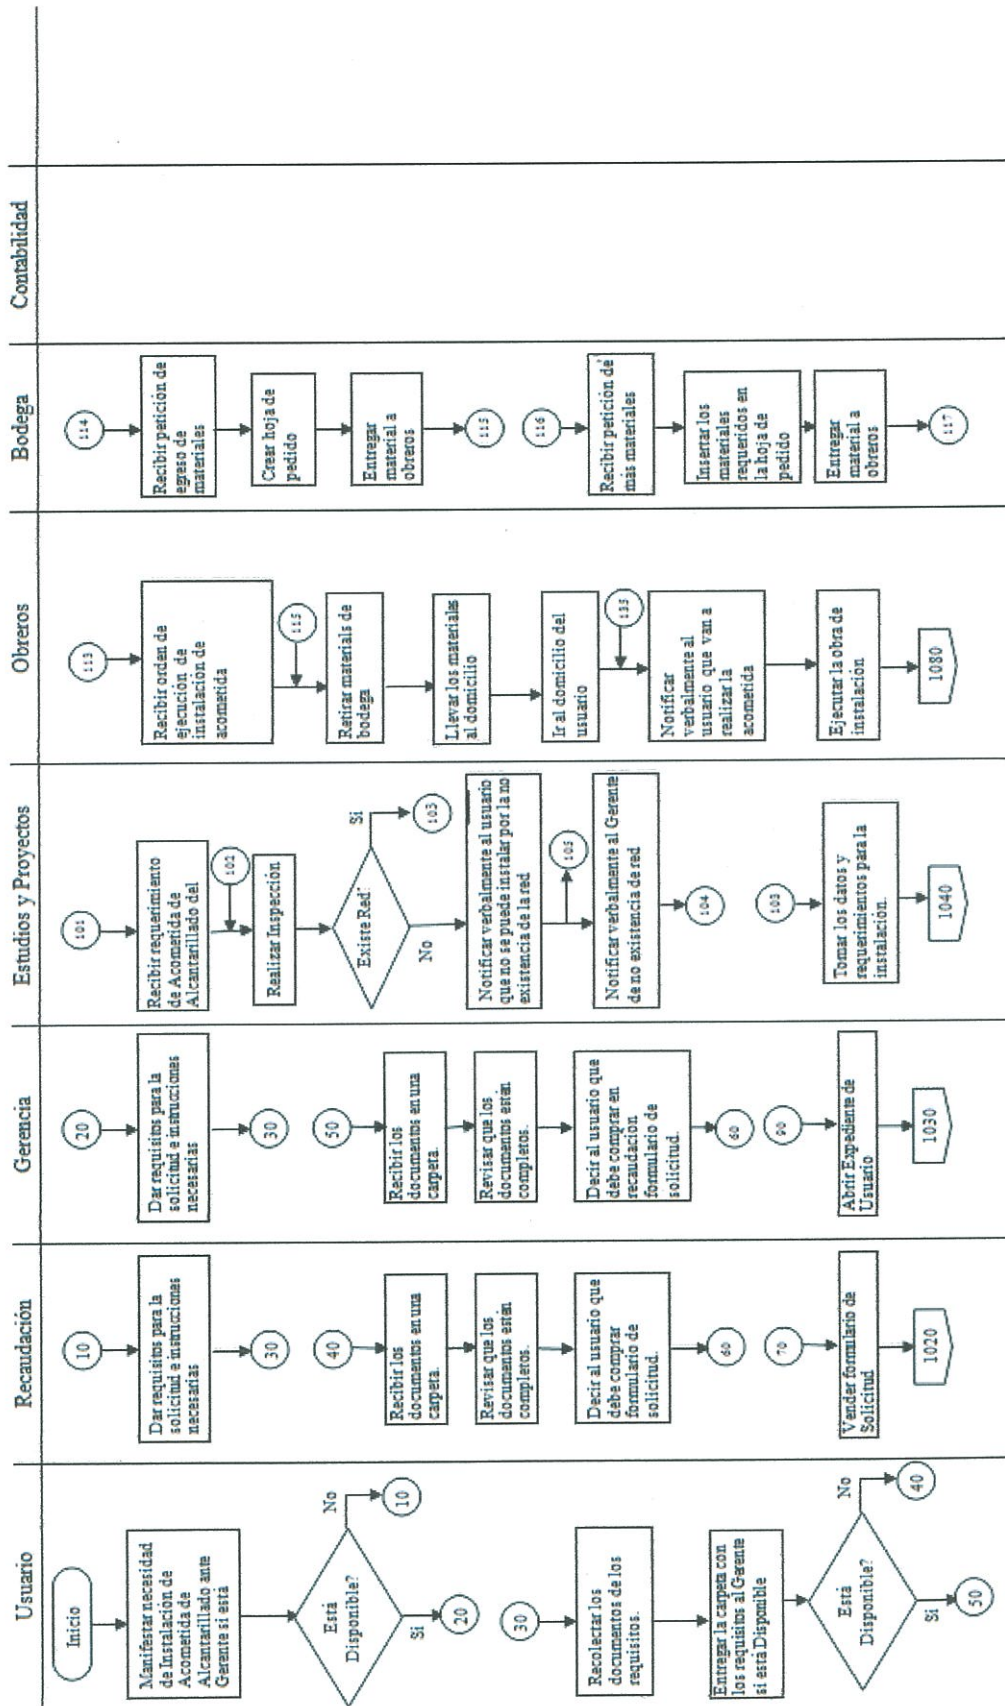 Usuario
Inicio
Manifestar necesidad
de Instalación de
Acometida de
Alcantarillado ante
Gerente si está
Está
Disponible?
No
10
Si
20
30
Recolectar los
documentos de los
requisitos.
Entregar la carpeta con
los requisitos al Gerente
si está Disponible
Está
Disponible?
No
40
Si
50
Recaudación
10
Dar requisitos para la
solicitud e instrucciones
necesarias
30
40
Recibir los
documentos en una
carpeta.
Revisar que los
documentos estén
completos.
Decir al usuario que
debe comprar
formulario de
solicitud.
60
70
Vender formulario de
Solicitud
1020
Gerencia
20
Dar requisitos para la
solicitud e instrucciones
necesarias
30
50
Recibir los
documentos en una
carpeta.
Revisar que los
documentos estén
completos.
Decir al usuario que
debe comprar en
recaudación
formulario de
solicitud.
60
90
Abrir Expediente de
Usuario
1030
Estudios y Proyectos
101
Recibir requerimiento
de Acometida de
Alcantarillado del
102
Realizar Inspección
Existe Red?
Si
103
No
Notificar verbalmente al usuario
que no se puede instalar por la no
existencia de la red
105
Notificar verbalmente al Gerente
de no existencia de red
104
103
Tomar los datos y
requerimientos para la
instalación.
1040
Obreros
113
Recibir orden de
ejecución de
instalación de
acometida
115
Retirar materials de
bodega
Llevar los materiales
al domicilio
Ir al domicilio del
usuario
135
Notificar
verbalmente al
usuario que van a
realizar la
acometida
Ejecutar la obra de
instalación
1080
Bodega
114
Recibir petición de
egreso de
materiales
Crear hoja de
pedido
Entregar
material a
obreros
115
116
Recibir petición de
más materiales
Insertar los
materiales
requeridos en
la hoja de
pedido
Entregar
material a
obreros
117
Contabilidad